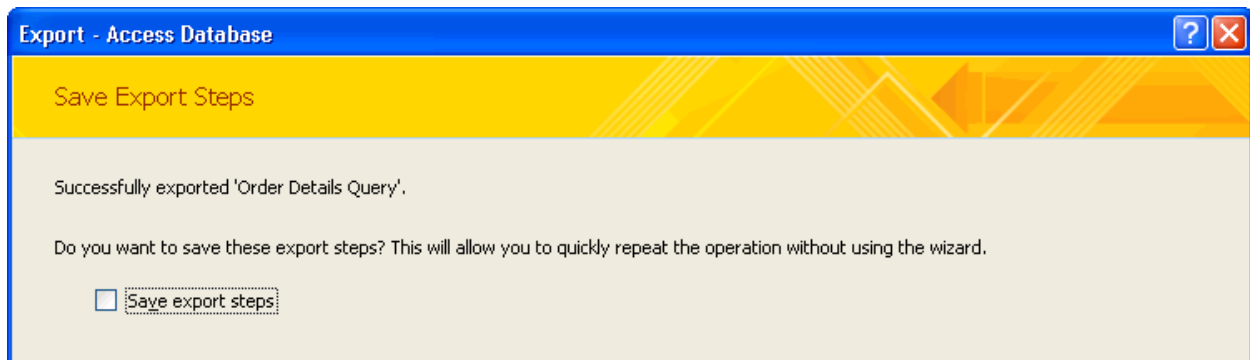 Export - Access Database
Save Export Steps
Successfully exported 'Order Details Query'.
Do you want to save these export steps? This will allow you to quickly repeat the operation without using the wizard.
Save export steps